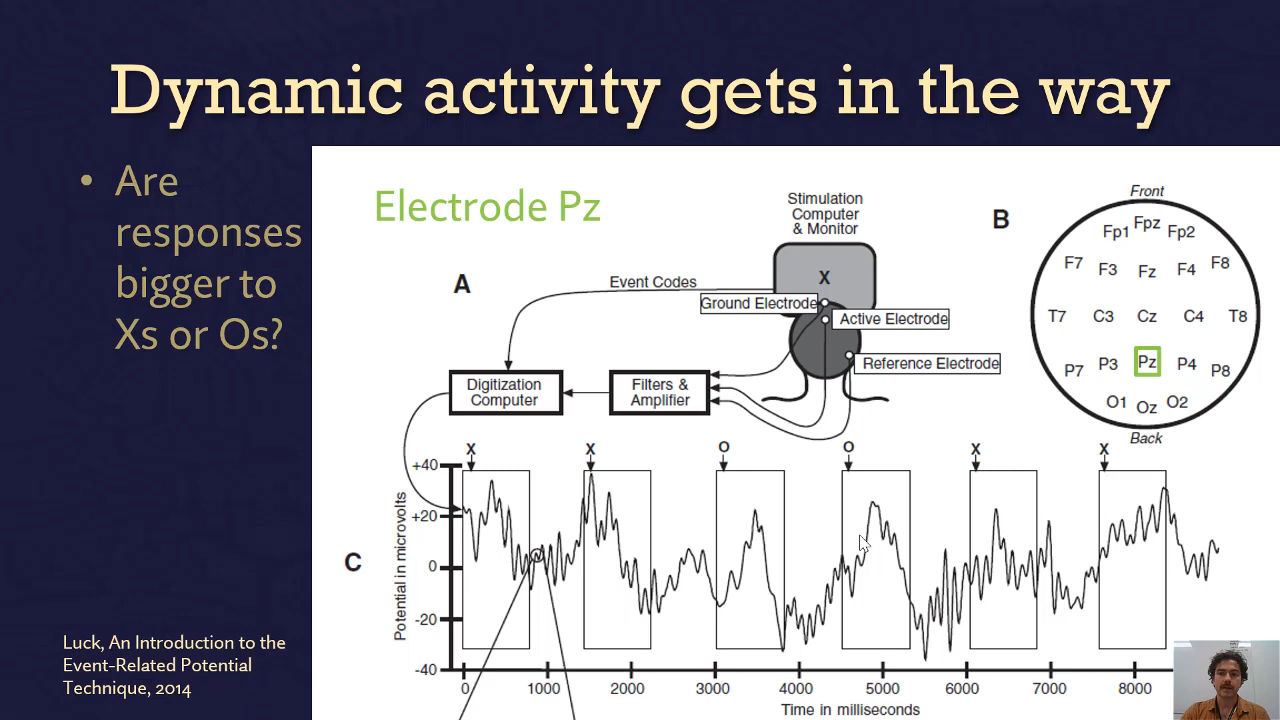 Dynamic activity gets in the way
• Are
responses
bigger to
Xs or Os?
Luck, An Introduction to the
Event-Related Potential
Technique, 2014
Electrode Pz
A
Stimulation
Computer
& Monitor
X
Event Codes
Ground Electrode
Active Electrode
Reference Electrode
Digitization
Computer
Filters &
Amplifier
B
Front
Fp1 Fpz Fp2
F7 F3 Fz F4 F8
T7 C3 Cz C4 T8
P7 P3 Pz P4 P8
O1 Oz O2
Back
C
X X O O X X
Potential in microvolts
+40
+20
0
-20
-40
0 1000 2000 3000 4000 5000 6000 7000 8000
Time in milliseconds